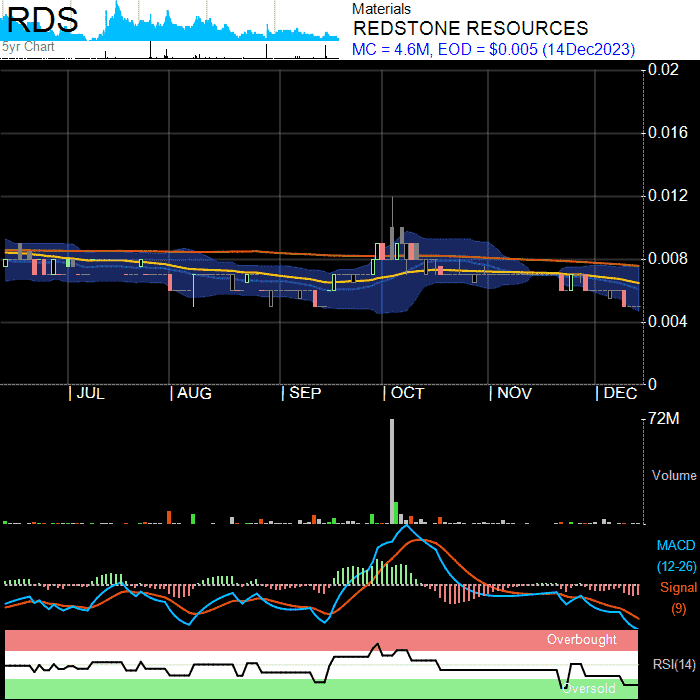 RDS
5yr Chart
Materials
REDSTONE RESOURCES
MC = 4.6M, EOD = $0.005 (14Dec2023)
0.02
0.016
0.012
0.008
0.004
0
JUL AUG SEP OCT NOV DEC
72M
Volume
MACD
(12-26)
Signal
(9)
Overbought
RSI(14)
Oversold